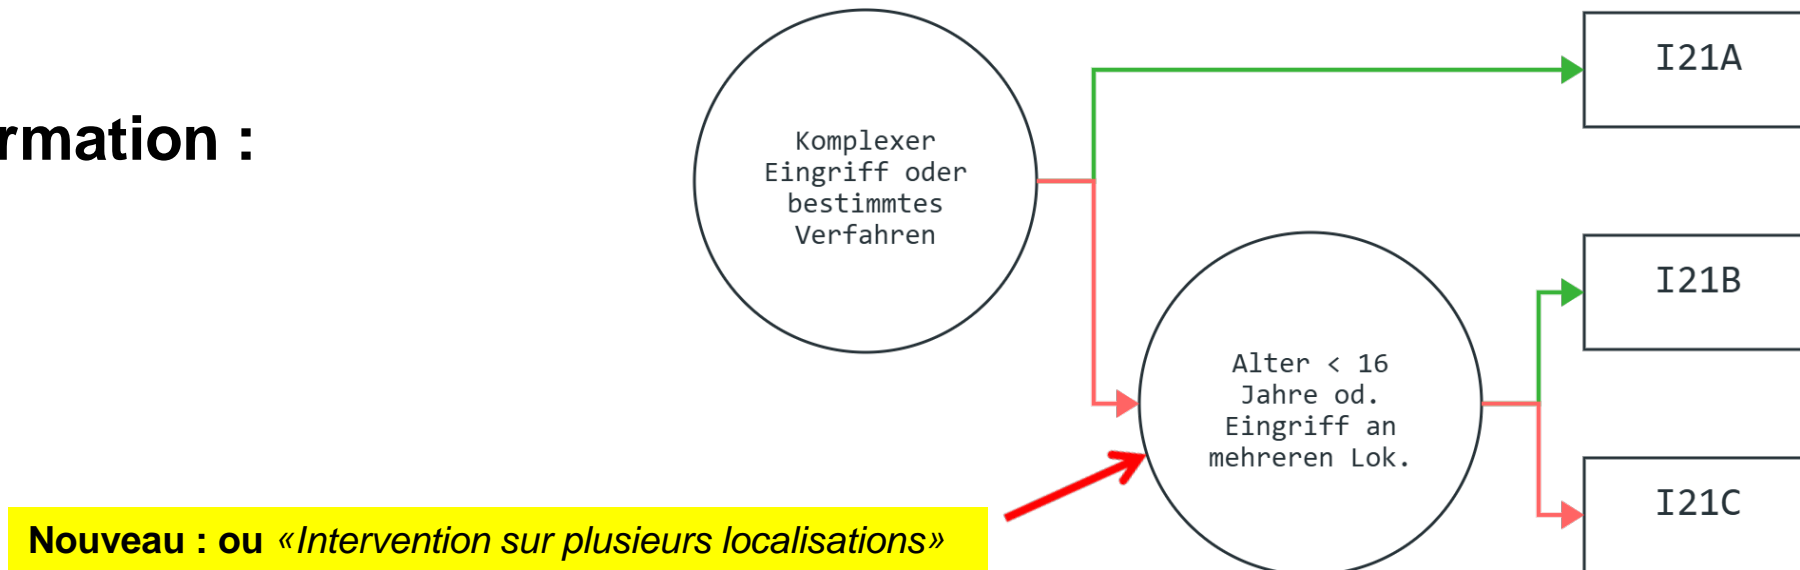 rmation :
Komplexer
Eingriff oder
bestimmtes
Verfahren
I21A
I21B
Alter < 16
Jahre od.
Eingriff an
mehreren Lok.
I21C
Nouveau : ou «Intervention sur plusieurs localisations»